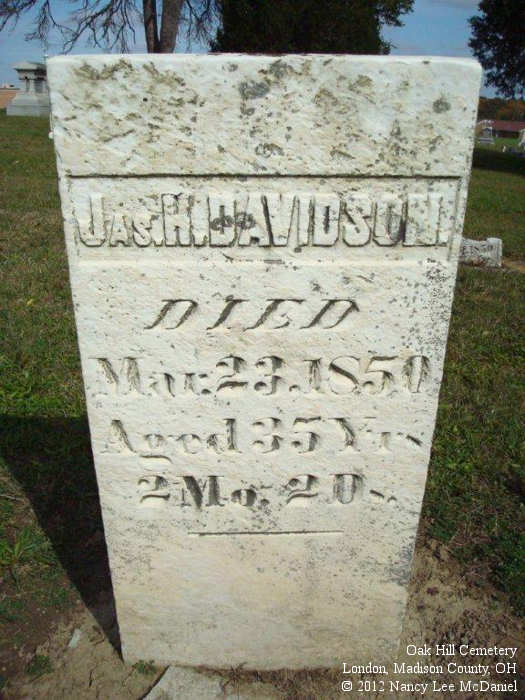 JAS. H. DAVIDSON.
DIED
Mar. 23. 1850
Aged 35 Yrs
2 Mo. 20 Ds.
Oak Hill Cemetery
London, Madison County, OH
© 2012 Nancy Lee McDaniel